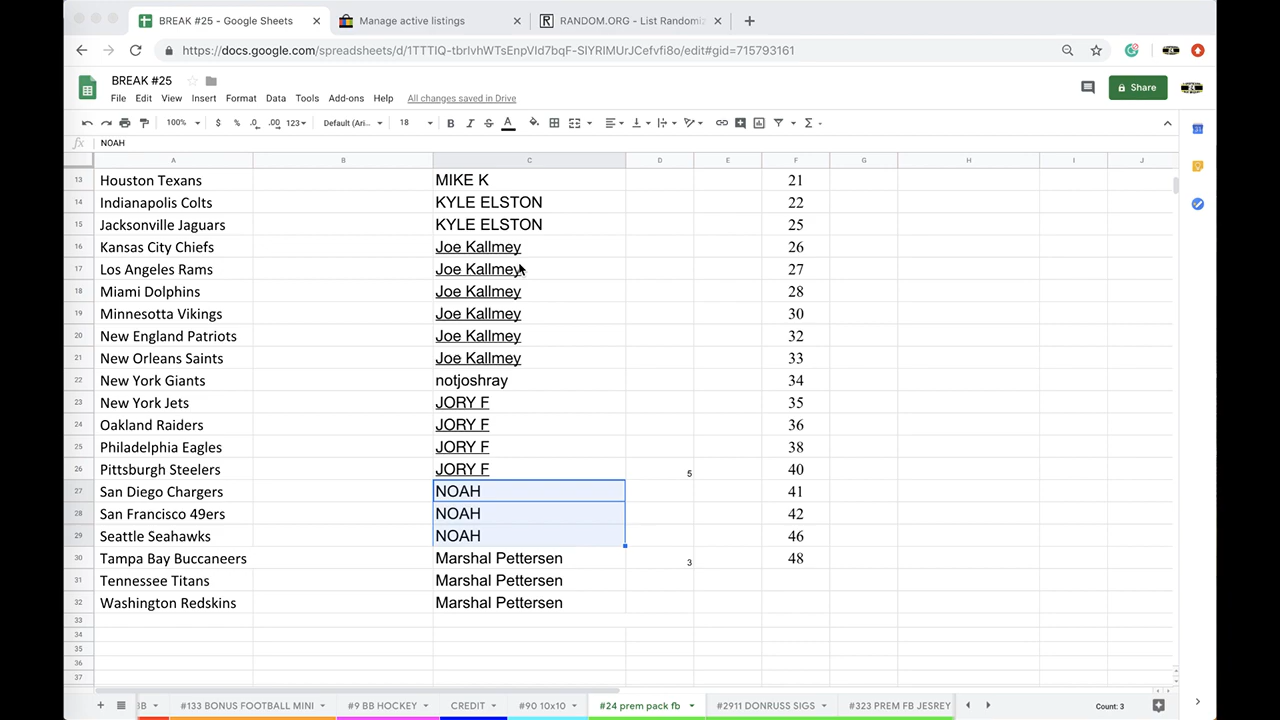 BREAK #25 - Google Sheets
Manage active listings
RANDOM.ORG - List Randomiz
https://docs.google.com/spreadsheets/d/1TTTIQ-tbrIvhWTsEnpVId7bqF-SlYRIMUrJCefvfi8o/edit#gid=715793161
BREAK #25
File Edit View Insert Format Data Tools Add-ons Help All changes saved in Drive
Share
100% $ % .0 .00 123 Default (Ari... 18 B I S A
fx NOAH
A B C D E F G H I J
13 Houston Texans MIKE K 21
14 Indianapolis Colts KYLE ELSTON 22
15 Jacksonville Jaguars KYLE ELSTON 25
16 Kansas City Chiefs Joe Kallmey 26
17 Los Angeles Rams Joe Kallmey 27
18 Miami Dolphins Joe Kallmey 28
19 Minnesotta Vikings Joe Kallmey 30
20 New England Patriots Joe Kallmey 32
21 New Orleans Saints Joe Kallmey 33
22 New York Giants notjoshray 34
23 New York Jets JORY F 35
24 Oakland Raiders JORY F 36
25 Philadelphia Eagles JORY F 38
26 Pittsburgh Steelers JORY F 5 40
27 San Diego Chargers NOAH 41
28 San Francisco 49ers NOAH 42
29 Seattle Seahawks NOAH 46
30 Tampa Bay Buccaneers Marshal Pettersen 3 48
31 Tennessee Titans Marshal Pettersen
32 Washington Redskins Marshal Pettersen
33
34
35
36
37
IB #133 BONUS FOOTBALL MINI #9 BB HOCKEY CREDIT #90 10x10 #24 prem pack fb #2911 DONRUSS SIGS #323 PREM FB JESREY Count: 3